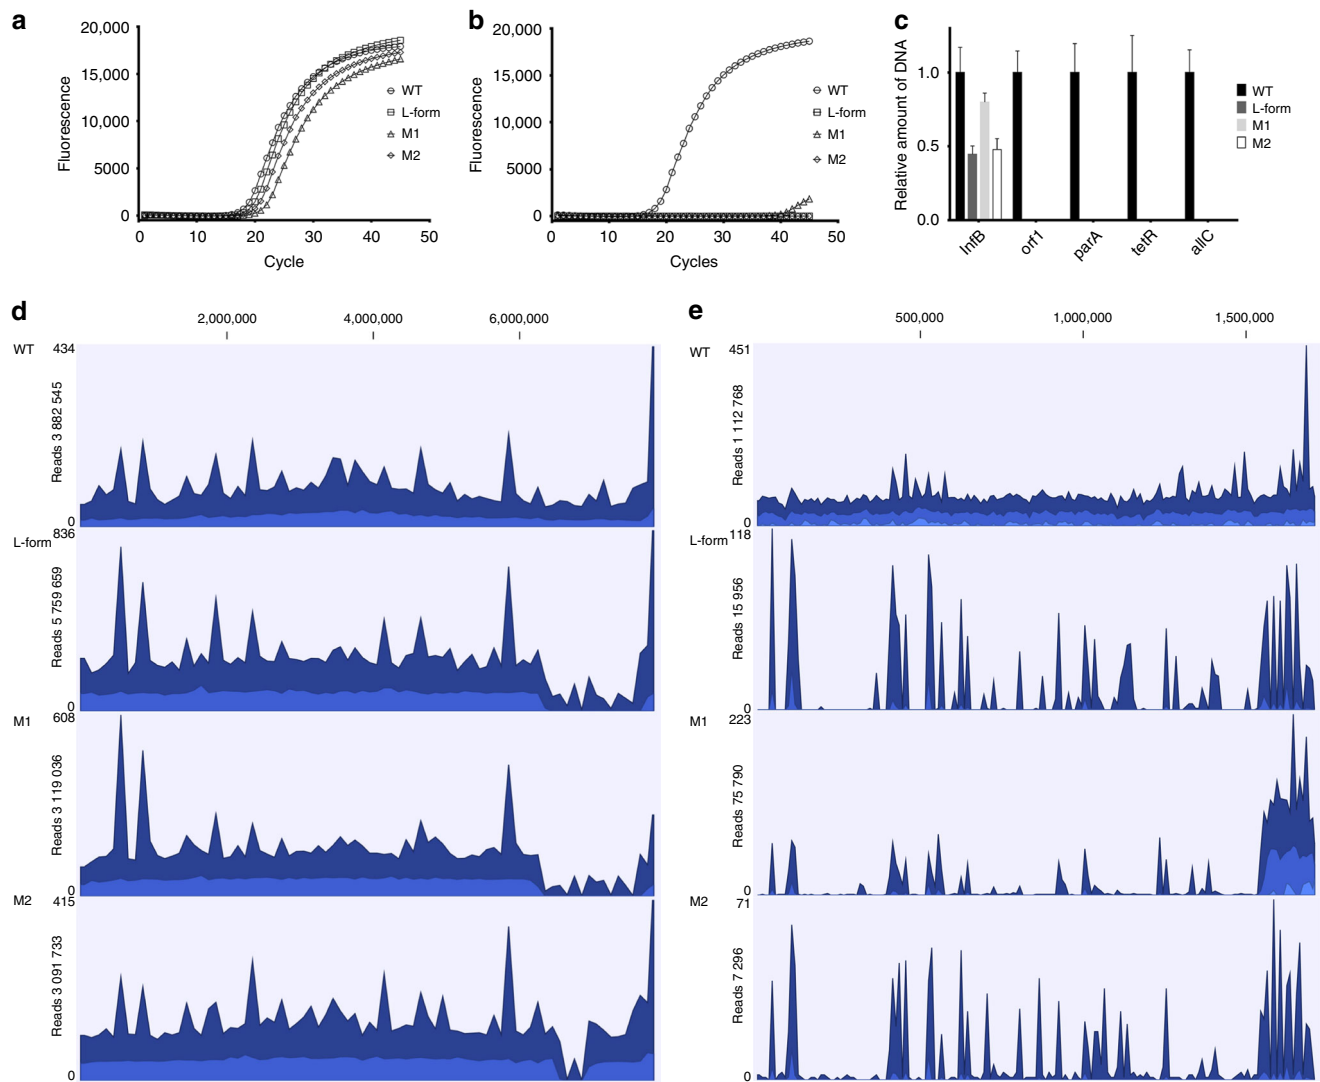 a
20,000
15,000
10,000
5000
0
Fluorescence
0 10 20 30 40 50
Cycle
WT
L-form
M1
M2
b
20,000
15,000
10,000
5000
0
Fluorescence
0 10 20 30 40 50
Cycles
WT
L-form
M1
M2
c
1.0
0.5
0.0
Relative amount of DNA
InfB orf1 parA tetR allC
WT
L-form
M1
M2
d
2,000,000 4,000,000 6,000,000
WT
434
Reads 3 882 545
0
L-form
836
Reads 5 759 659
0
M1
608
Reads 3 119 036
0
M2
415
Reads 3 091 733
0
e
500,000 1,000,000 1,500,000
WT
451
Reads 1 112 768
0
L-form
118
Reads 15 956
0
M1
223
Reads 75 790
0
M2
71
Reads 7 296
0